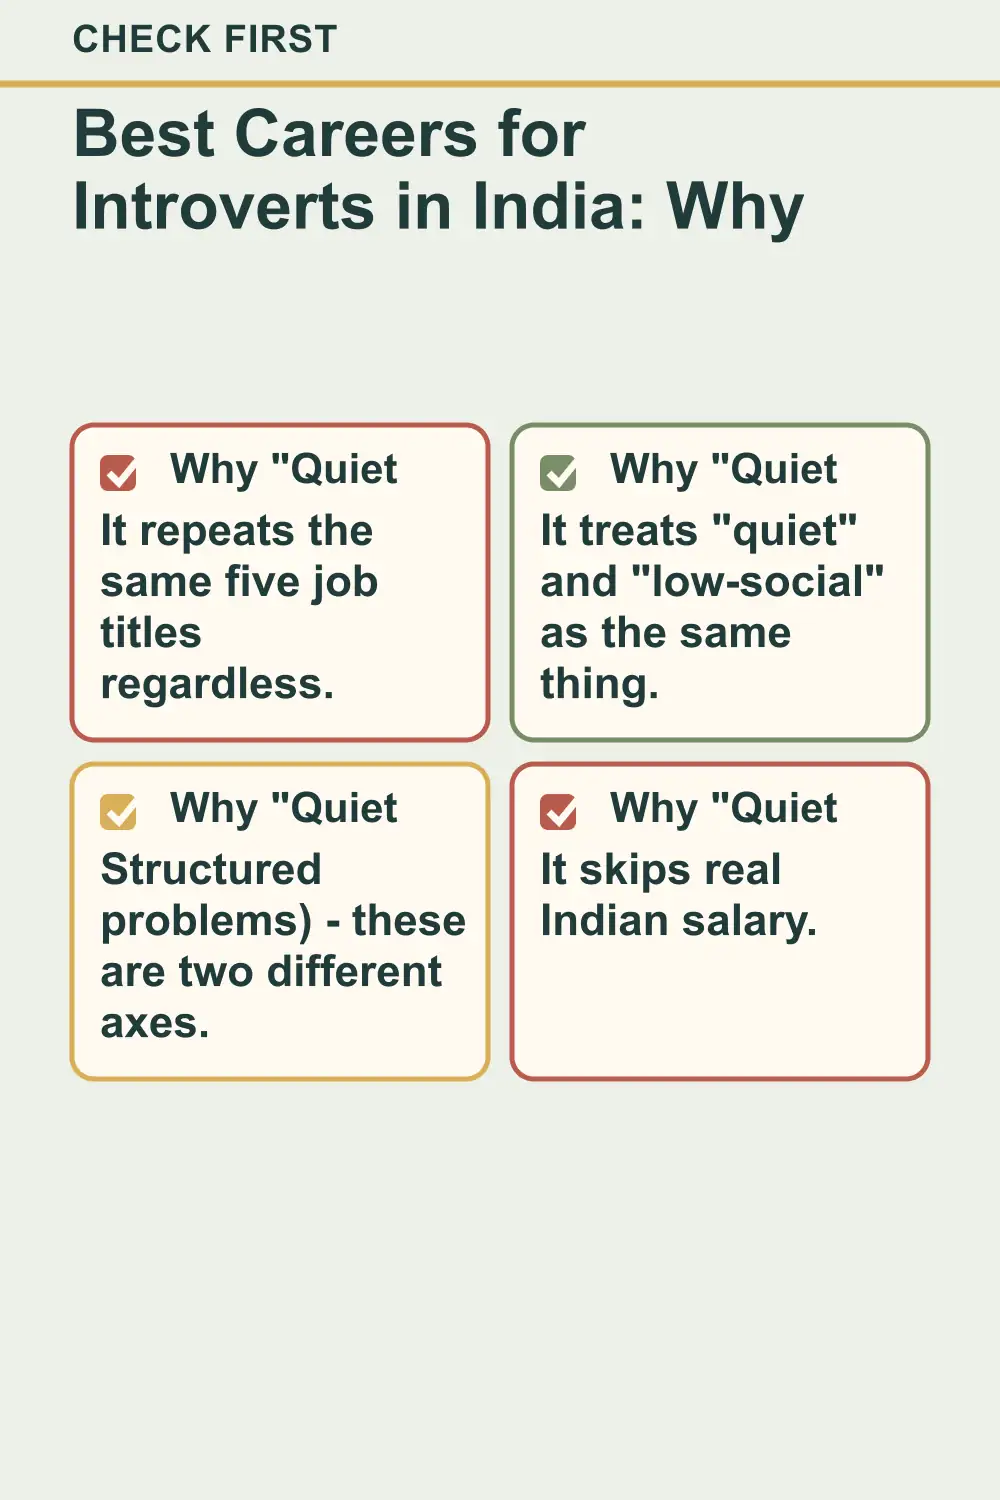 CHECK FIRST
Best Careers for
Introverts in India: Why
Why "Quiet
It repeats the
same five job
titles
regardless.
Why "Quiet
It treats "quiet"
and "low-social"
as the same
thing.
Why "Quiet
Structured
problems) - these
are two different
axes.
Why "Quiet
It skips real
Indian salary.